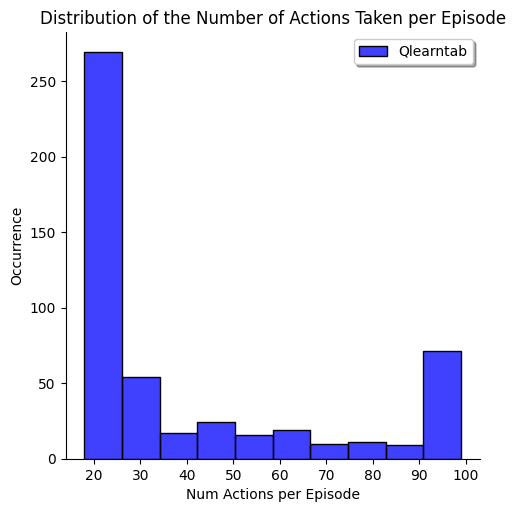 Distribution of the Number of Actions Taken per Episode
Qlearntab
Occurrence
250
200
150
100
50
0
20 30 40 50 60 70 80 90 100
Num Actions per Episode